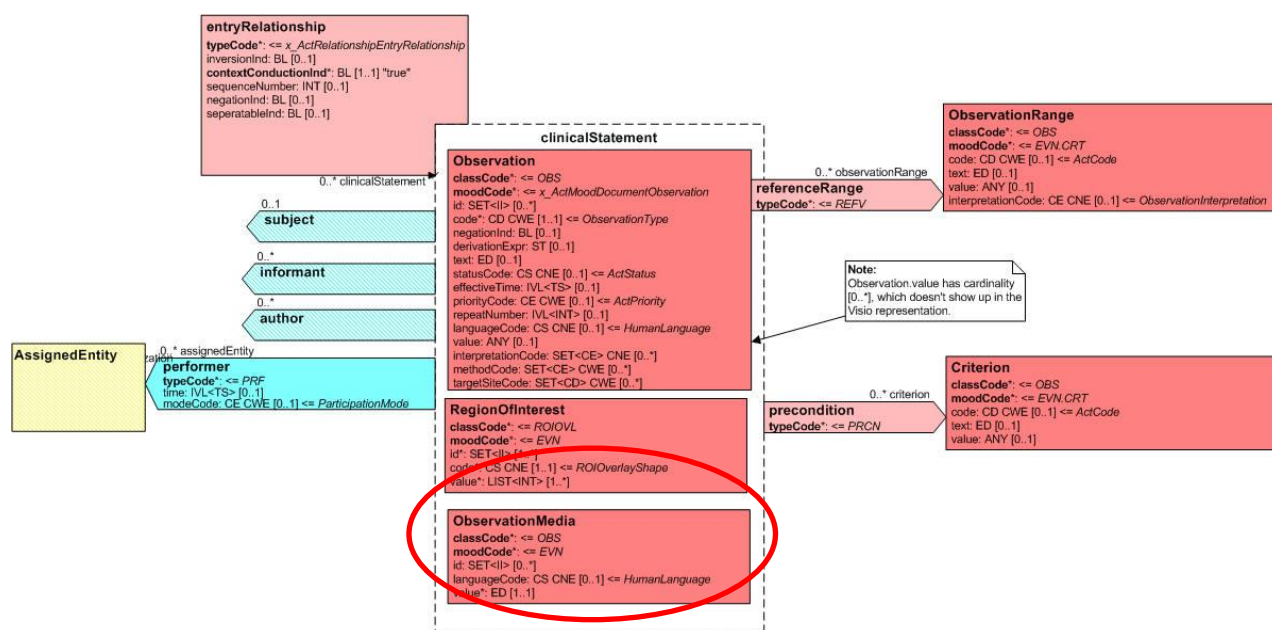 entryRelationship
typeCode*: <= x_ActRelationshipEntryRelationship
inversionInd: BL [0..1]
contextConductionInd*: BL [1..1] "true"
sequenceNumber: INT [0..1]
negationInd: BL [0..1]
seperatableInd: BL [0..1]
0..* clinicalStatement
clinicalStatement
Observation
classCode*: <= OBS
moodCode*: <= x_ActMoodDocumentObservation
id: SET<II> [0..*]
code*: CD CWE [1..1] <= ObservationType
negationInd: BL [0..1]
derivationExpr: ST [0..1]
text: ED [0..1]
statusCode: CS CNE [0..1] <= ActStatus
effectiveTime: IVL<TS> [0..1]
priorityCode: CE CWE [0..1] <= ActPriority
repeatNumber: IVL<INT> [0..1]
languageCode: CS CNE [0..1] <= HumanLanguage
value: ANY [0..1]
interpretationCode: SET<CE> CNE [0..*]
methodCode: SET<CE> CWE [0..*]
targetSiteCode: SET<CD> CWE [0..*]
0..1
subject
0..*
informant
0..*
author
AssignedEntity
0..* assignedEntity
zation
performer
typeCode*: <= PRF
time: IVL<TS> [0..1]
modeCode: CE CWE [0..1] <= ParticipationMode
0..* observationRange
referenceRange
typeCode*: <= REFV
ObservationRange
classCode*: <= OBS
moodCode*: <= EVN.CRT
code: CD CWE [0..1] <= ActCode
text: ED [0..1]
value: ANY [0..1]
interpretationCode: CE CNE [0..1] <= ObservationInterpretation
Note:
Observation.value has cardinality
[0..*], which doesn't show up in the
Visio representation.
0..* criterion
precondition
typeCode*: <= PRCN
Criterion
classCode*: <= OBS
moodCode*: <= EVN.CRT
code: CD CWE [0..1] <= ActCode
text: ED [0..1]
value: ANY [0..1]
RegionOfInterest
classCode*: <= ROIOVL
moodCode*: <= EVN
id*: SET<II> [1..*]
code*: CS CNE [1..1] <= ROIOverlayShape
value*: LIST<INT> [1..*]
ObservationMedia
classCode*: <= OBS
moodCode*: <= EVN
id: SET<II> [0..*]
languageCode: CS CNE [0..1] <= HumanLanguage
value*: ED [1..1]